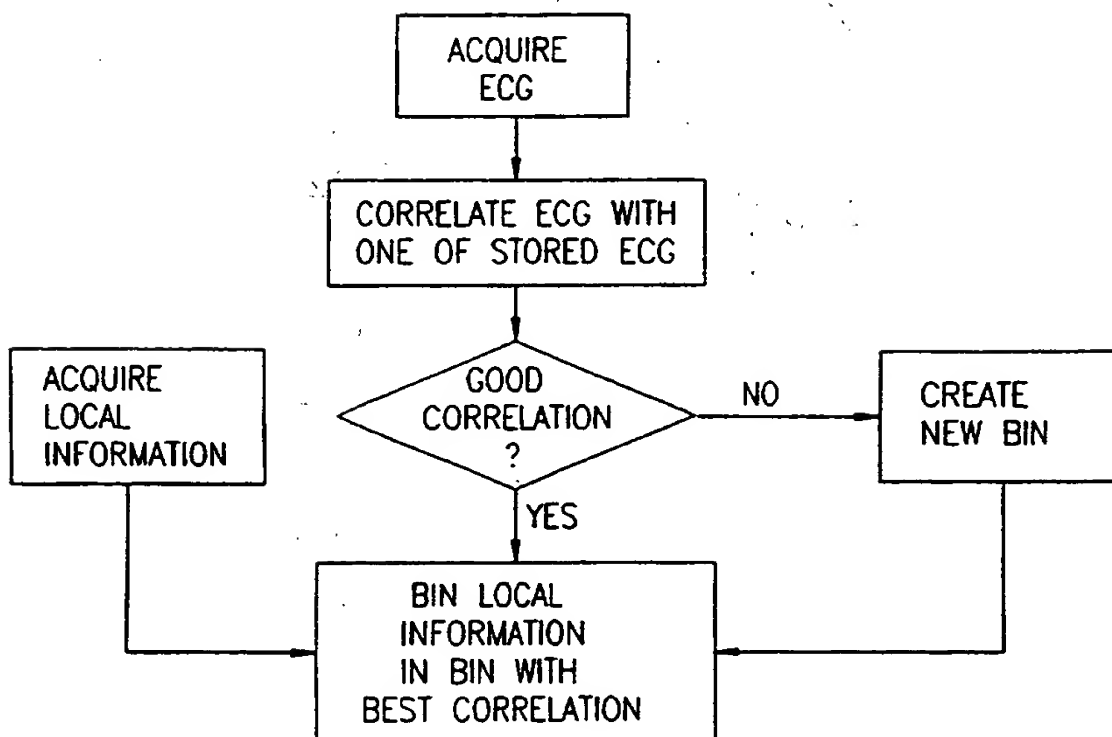 ACQUIRE
ECG
CORRELATE ECG WITH
ONE OF STORED ECG
ACQUIRE
LOCAL
INFORMATION
GOOD
CORRELATION
?
NO
CREATE
NEW BIN
YES
BIN LOCAL
INFORMATION
IN BIN WITH
BEST CORRELATION